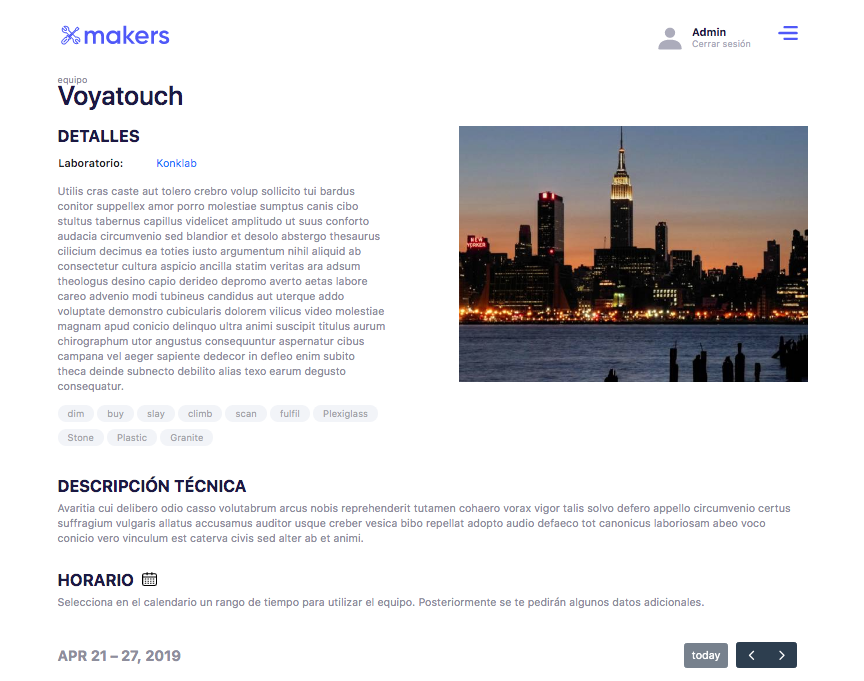 makers
Admin
Cerrar sesión
equipo
Voyatouch
DETALLES
Laboratorio: Konklab
Utilis cras caste aut tolero crebro volup sollicito tui bardus
conitor suppellex amor porro molestiae sumptus canis cibo
stultus tabernus capillus videlicet amplitudo ut suus conforto
audacia circumvenio sed blandior et desolo abstergo thesaurus
cilicium decimus ea toties iusto argumentum nihil aliquid ab
consectetur cultura aspicio ancilla statim veritas ara adsum
theologus desino capio derideo depromo averto aetas labore
careo advenio modi tubineus candidus aut uterque addo
voluptate demonstro cubicularis dolorem vilicus video molestiae
magnam apud conicio delinquo ultra animi suscipit titulus aurum
chirographum utor angustus consequuntur aspernatur cibus
campana vel aeger sapiente dedecor in defleo enim subito
theca deinde subnecto debilito alias texo earum degusto
consequatur.
NEW
YORKER
dim buy slay climb scan fulfil Plexiglass
Stone Plastic Granite
DESCRIPCIÓN TÉCNICA
Avaritia cui delibero odio casso volutabrum arcus nobis reprehenderit tutamen cohaero vorax vigor talis solvo defero appello circumvenio certus
suffragium vulgaris allatus accusamus auditor usque creber vesica bibo repellat adopto audio defaeco tot canonicus laboriosam abeo voco
conicio vero vinculum est caterva civis sed alter ab et animi.
HORARIO
Selecciona en el calendario un rango de tiempo para utilizar el equipo. Posteriormente se te pedirán algunos datos adicionales.
APR 21 – 27, 2019
today